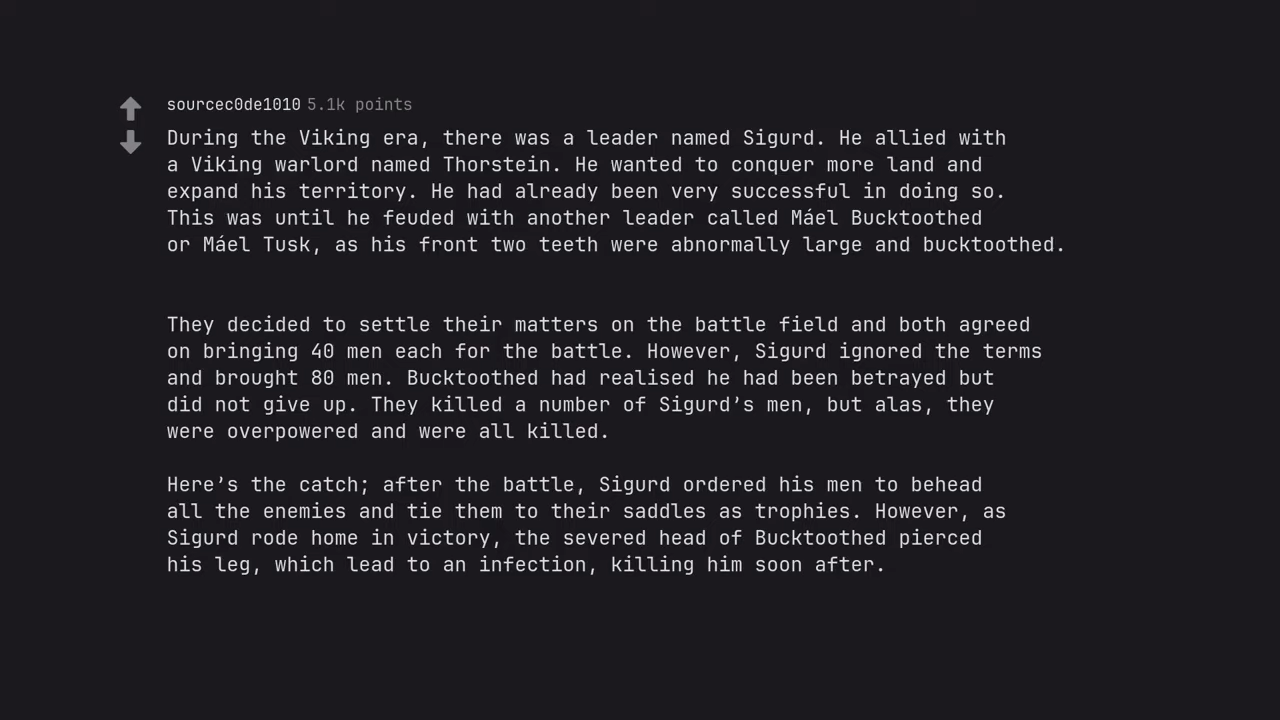 sourcec0de1010 5.1k points
During the Viking era, there was a leader named Sigurd. He allied with
a Viking warlord named Thorstein. He wanted to conquer more land and
expand his territory. He had already been very successful in doing so.
This was until he feuded with another leader called Máel Bucktoothed
or Máel Tusk, as his front two teeth were abnormally large and bucktoothed.
They decided to settle their matters on the battle field and both agreed
on bringing 40 men each for the battle. However, Sigurd ignored the terms
and brought 80 men. Bucktoothed had realised he had been betrayed but
did not give up. They killed a number of Sigurd’s men, but alas, they
were overpowered and were all killed.
Here’s the catch; after the battle, Sigurd ordered his men to behead
all the enemies and tie them to their saddles as trophies. However, as
Sigurd rode home in victory, the severed head of Bucktoothed pierced
his leg, which lead to an infection, killing him soon after.